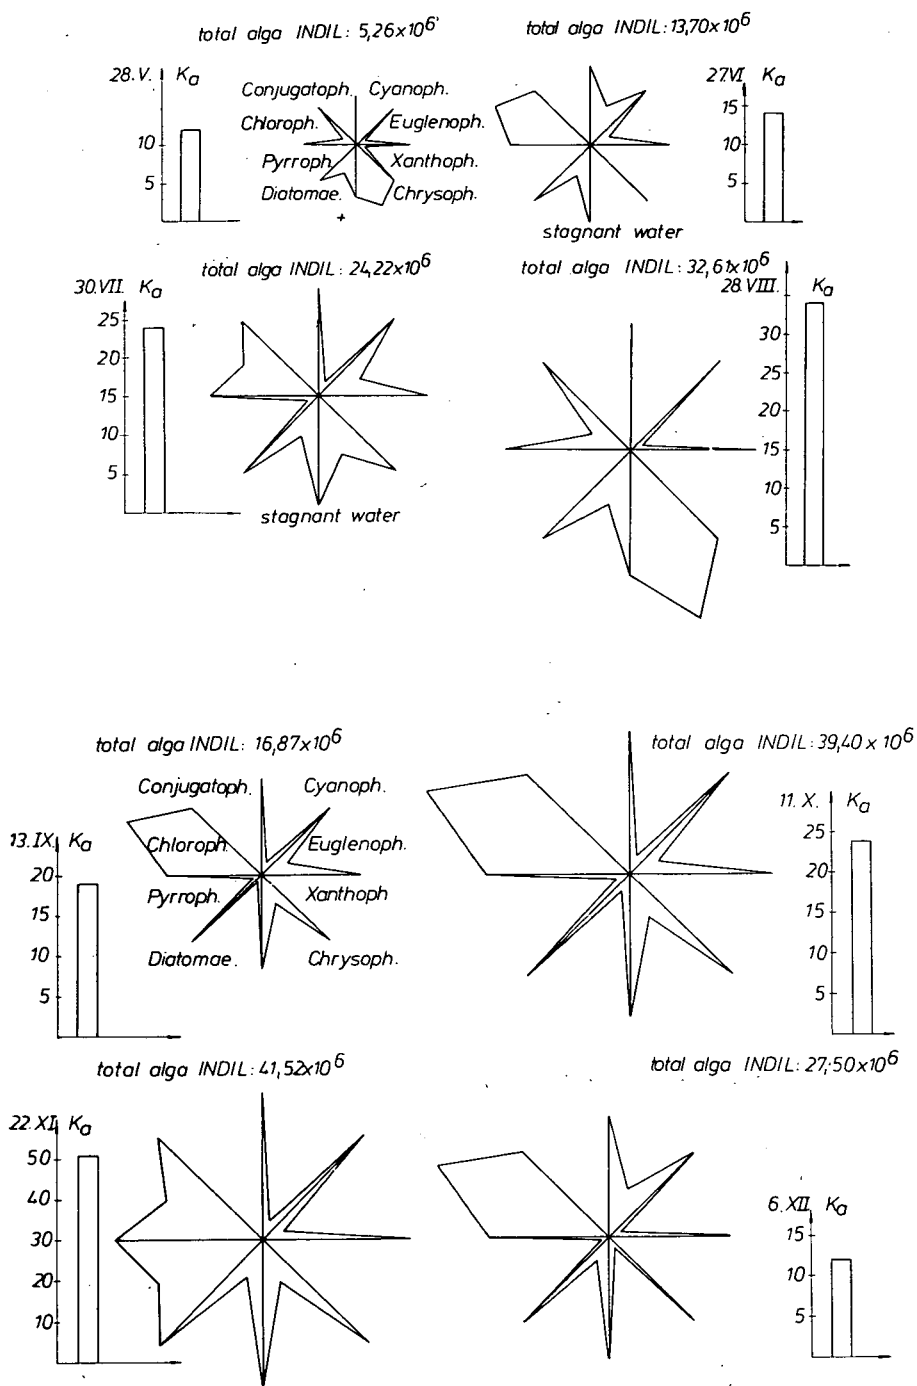 total alga INDIL: 5,26x10⁶
total alga INDIL: 13,70x10⁶
28.V. Ka
10
5
Conjugatoph. Cyanoph.
Chloroph. Euglenoph.
Pyrroph. Xanthoph.
Diatomae. Chrysoph.
+
27.VI Ka
15
10
5
stagnant water
total alga INDIL: 24,22x10⁶
total alga INDIL: 32,61x10⁶
30.VII. Ka
25
20
15
10
5
stagnant water
28.VIII. Ka
30
25
20
15
10
5
total alga INDIL: 16,87x10⁶
total alga INDIL: 39,40 x 10⁶
Conjugatoph. Cyanoph.
Chloroph. Euglenoph.
Pyrroph. Xanthoph
Diatomae. Chrysoph.
13.IX. Ka
20
15
10
5
11. X. Ka
25
20
15
10
5
total alga INDIL: 41,52x10⁶
total alga INDIL: 27,50x10⁶
22.XI Ka
50
40
30
20
10
6.XII. Ka
15
10
5